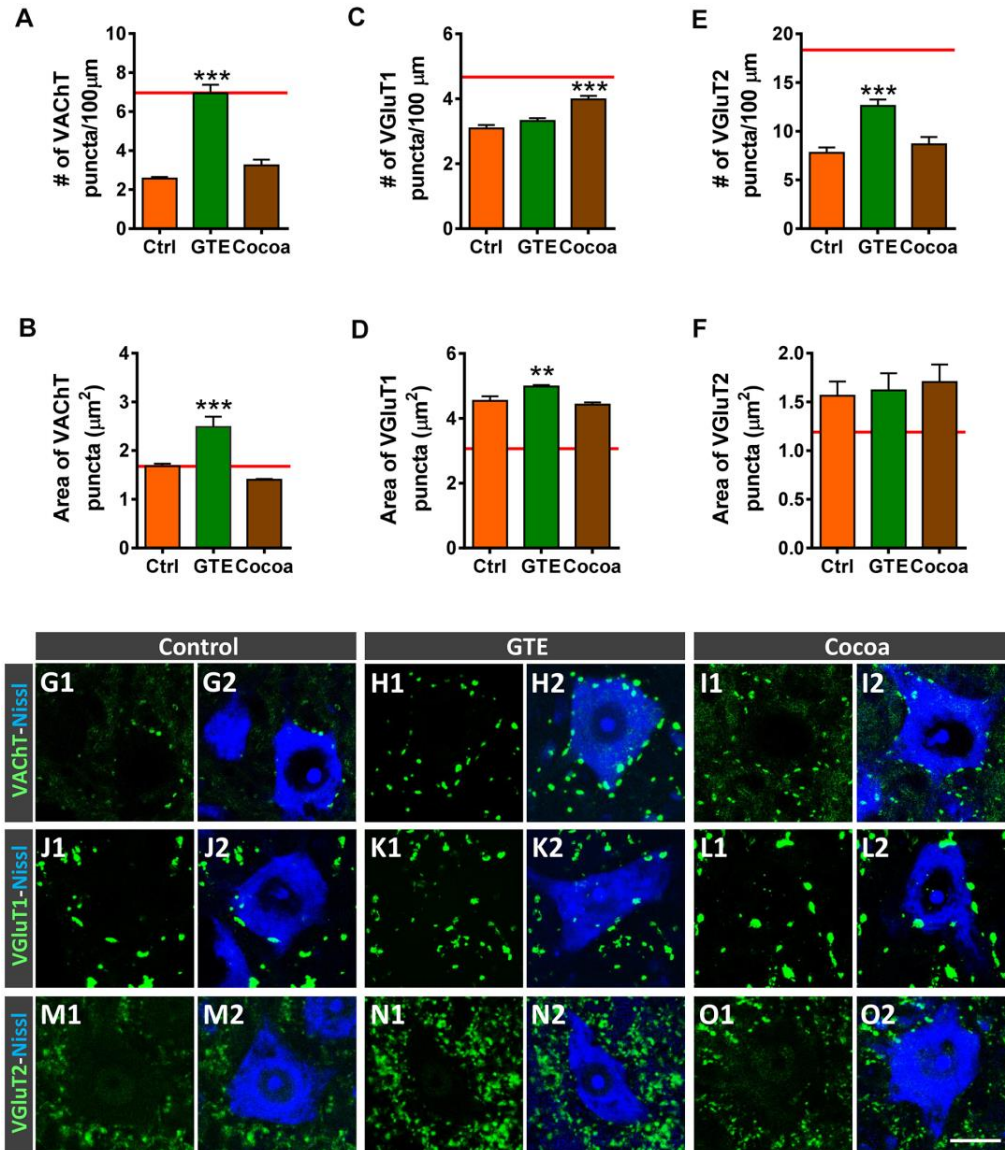 A
# of VAChT
puncta/100μm
10
8
6
4
2
0
***
Ctrl GTE Cocoa
C
# of VGluT1
puncta/100 μm
6
4
2
0
***
Ctrl GTE Cocoa
E
# of VGluT2
puncta/100 μm
20
15
10
5
0
***
Ctrl GTE Cocoa
B
Area of VAChT
puncta (μm²)
4
3
2
1
0
***
Ctrl GTE Cocoa
D
Area of VGluT1
puncta (μm²)
6
4
2
0
**
Ctrl GTE Cocoa
F
Area of VGluT2
puncta (μm²)
2.0
1.5
1.0
0.5
0.0
Ctrl GTE Cocoa
Control GTE Cocoa
VAChT-Nissl
G1 G2 H1 H2 I1 I2
VGluT1-Nissl
J1 J2 K1 K2 L1 L2
VGluT2-Nissl
M1 M2 N1 N2 O1 O2